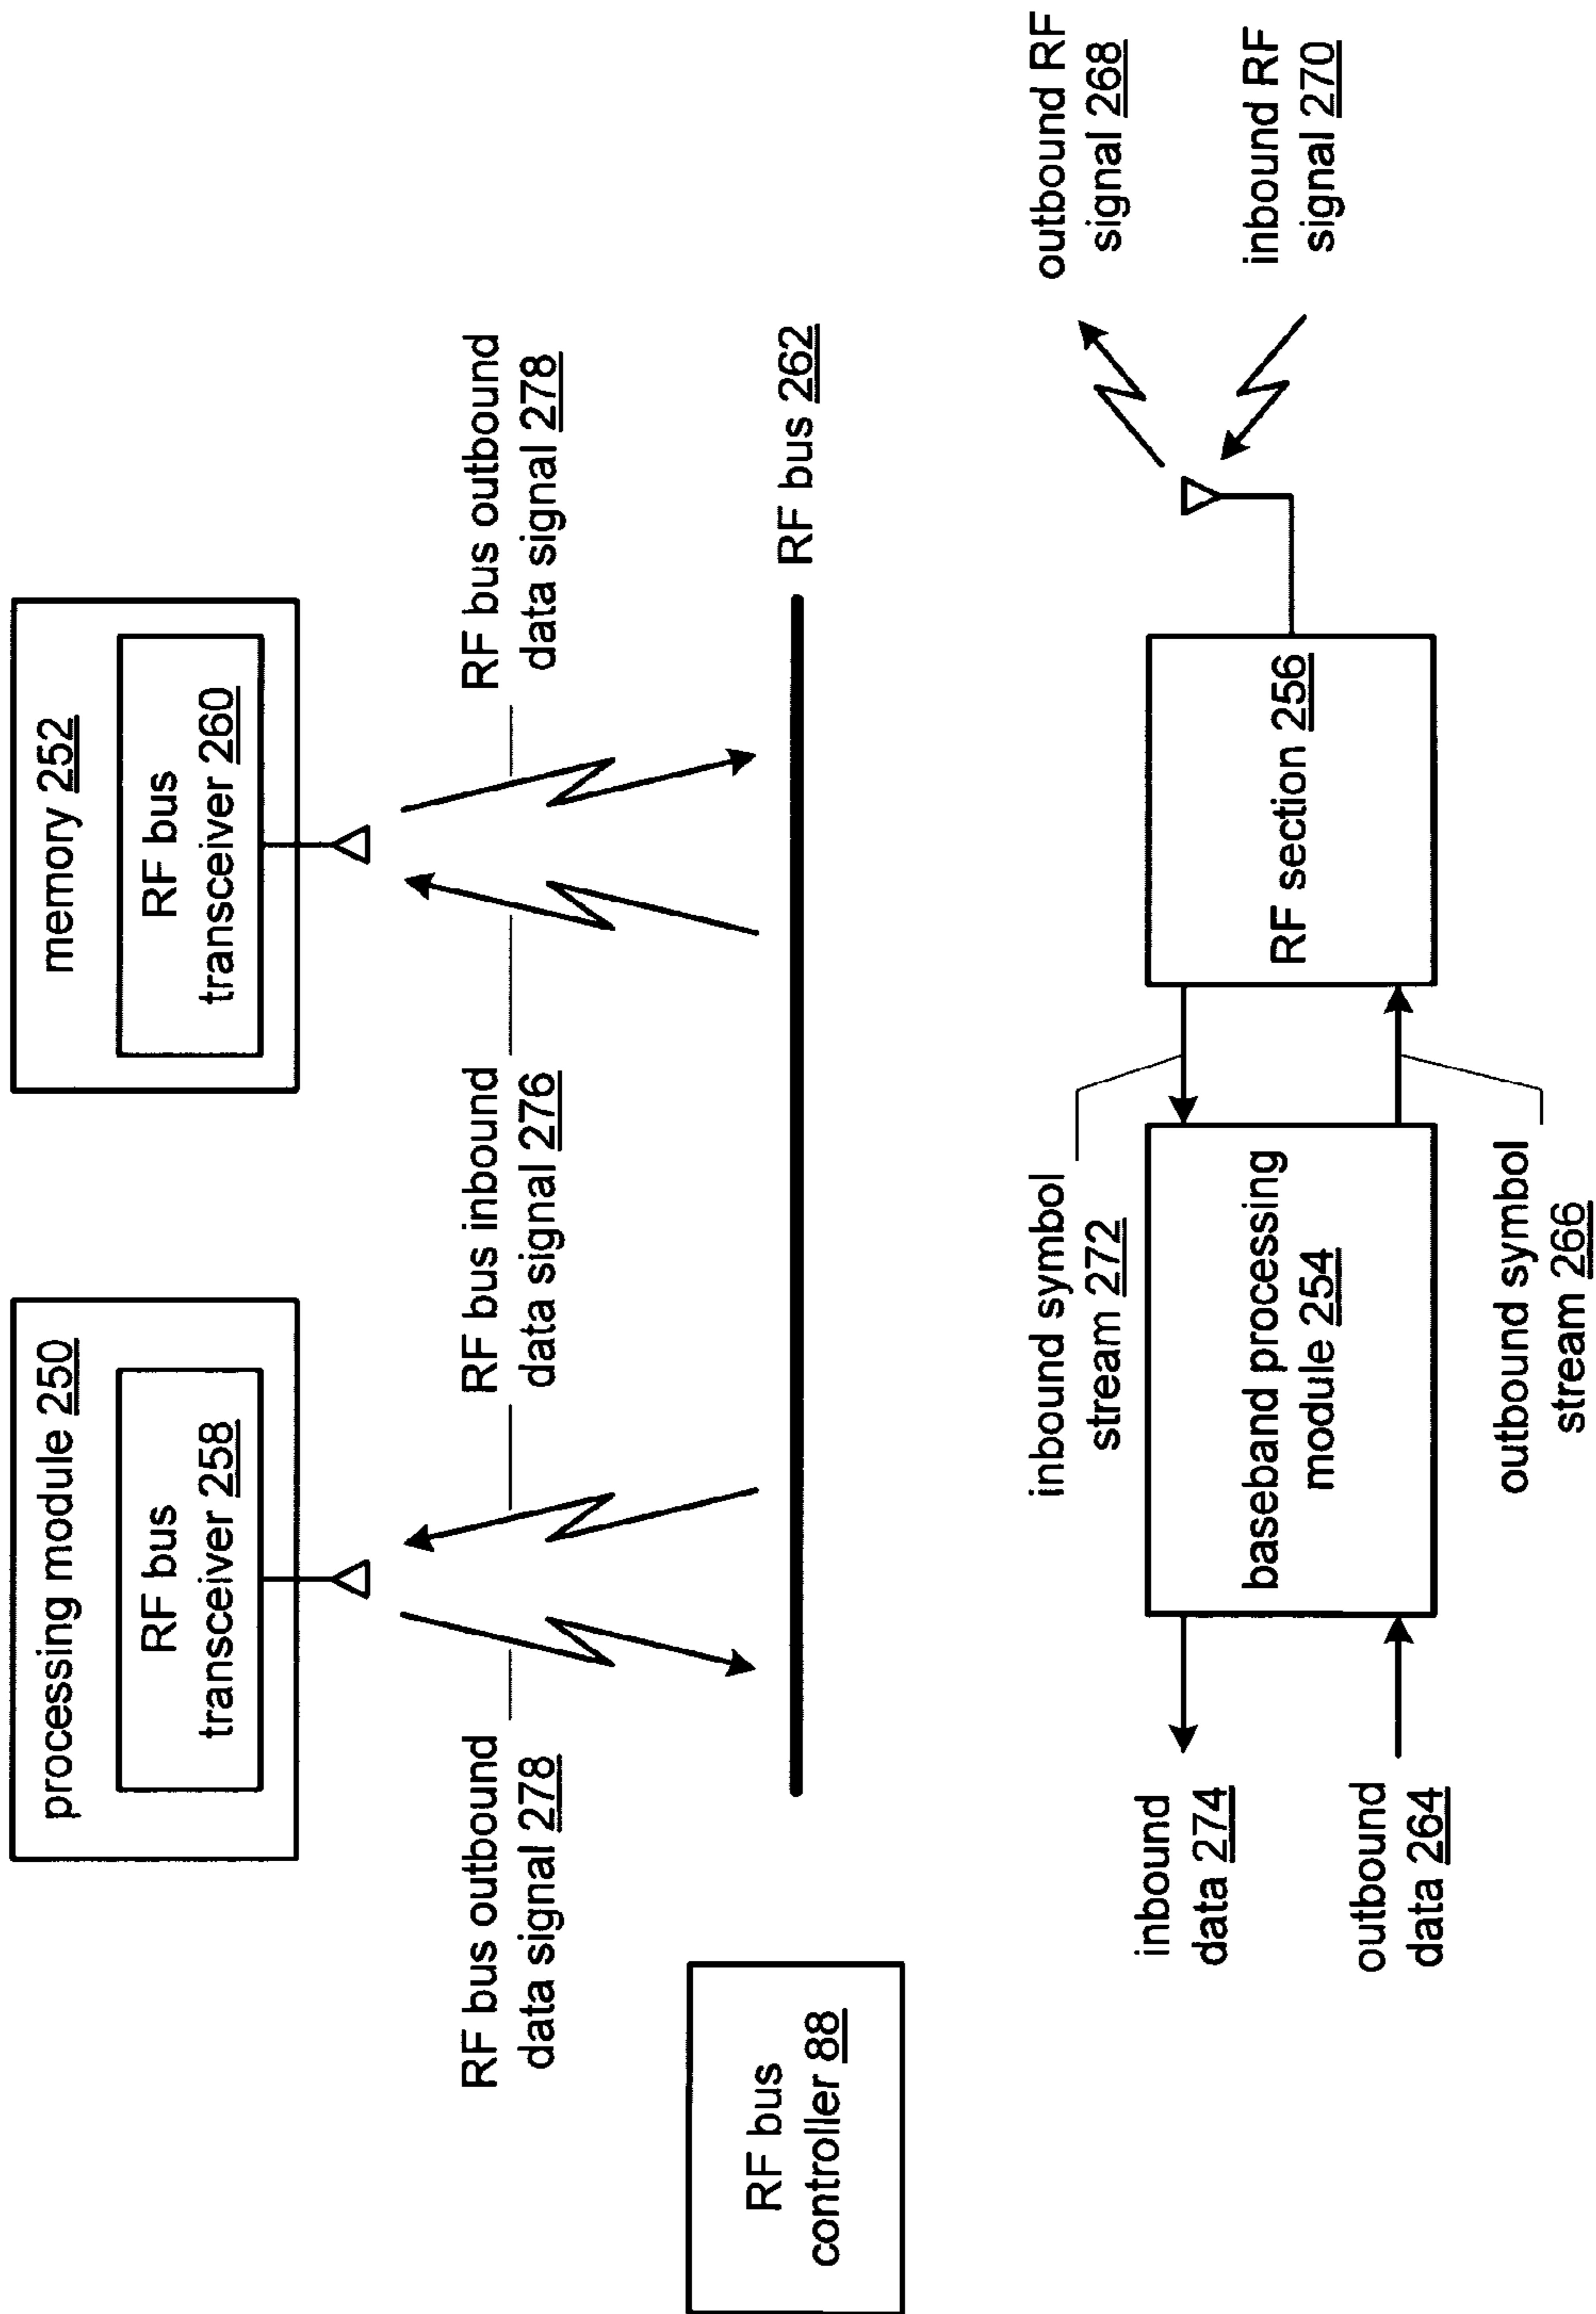 processing module 250
RF bus
transceiver 258
memory 252
RF bus
transceiver 260
RF bus outbound
data signal 278
RF bus inbound
data signal 276
RF bus outbound
data signal 278
RF bus
controller 88
RF bus 262
inbound
data 274
outbound
data 264
inbound symbol
stream 272
baseband processing
module 254
outbound symbol
stream 266
RF section 256
outbound RF
signal 268
inbound RF
signal 270